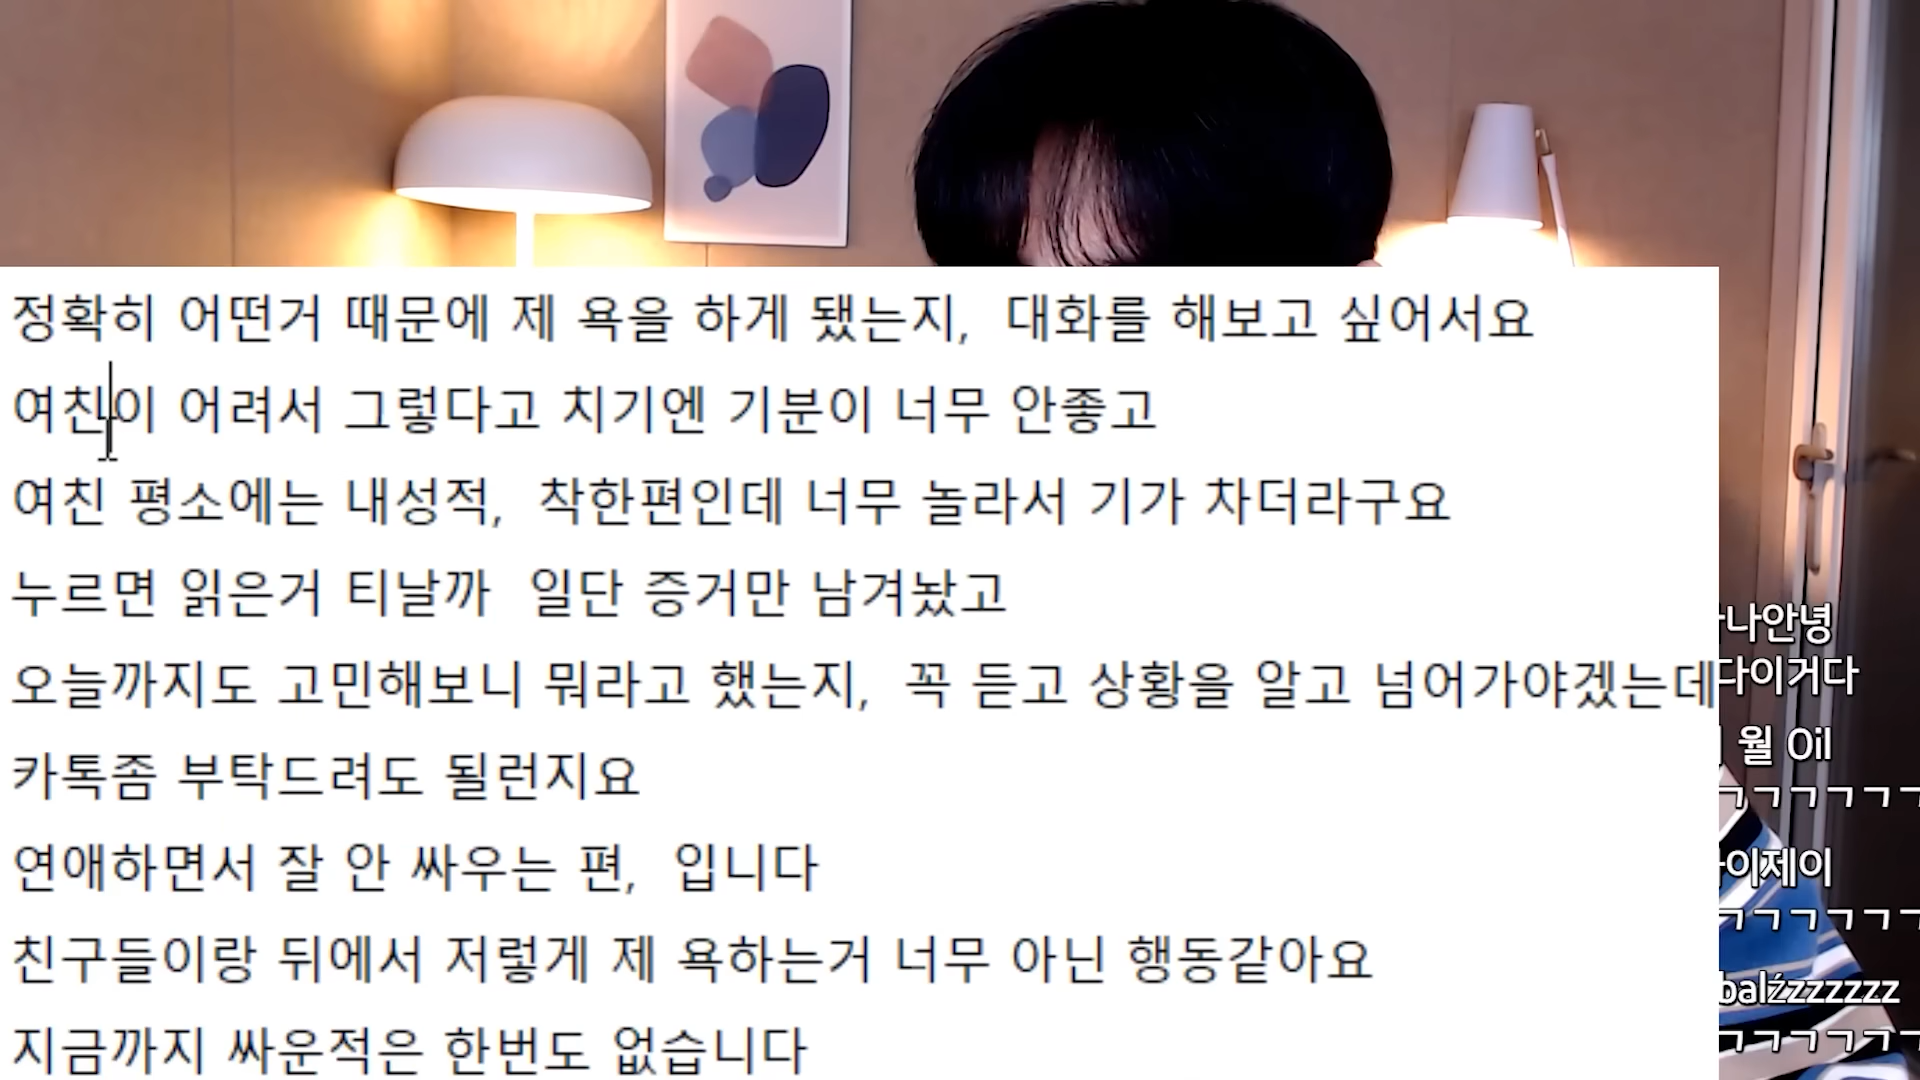 정확히 어떤거 때문에 제 욕을 하게 됐는지,  대화를 해보고 싶어서요
여친이 어려서 그렇다고 치기엔 기분이 너무 안좋고
여친 평소에는 내성적,  착한편인데 너무 놀라서 기가 차더라구요
누르면 읽은거 티날까  일단 증거만 남겨놨고
오늘까지도 고민해보니 뭐라고 했는지,  꼭 듣고 상황을 알고 넘어가야겠는데
카톡좀 부탁드려도 될런지요
연애하면서 잘 안 싸우는 편,  입니다
친구들이랑 뒤에서 저렇게 제 욕하는거 너무 아닌 행동같아요
지금까지 싸운적은 한번도 없습니다
나안녕
다이거다
월 Oil
ㄱㄱㄱㄱㄱ
이제이
ㄱㄱㄱㄱㄱ
ㄱㄱㄱㄱㄱ